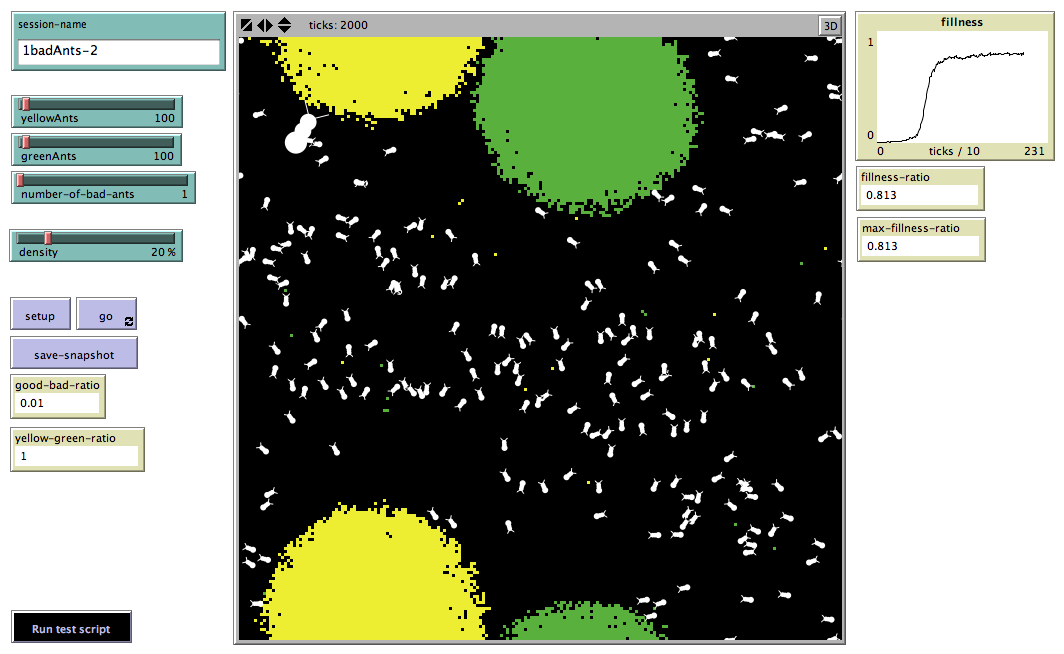 session-name
1badAnts-2
yellowAnts 100
greenAnts 100
number-of-bad-ants 1
density 20 %
setup
go
save-snapshot
good-bad-ratio
0.01
yellow-green-ratio
1
Run test script
ticks: 2000
3D
fillness
1
0
0 ticks / 10 231
fillness-ratio
0.813
max-fillness-ratio
0.813